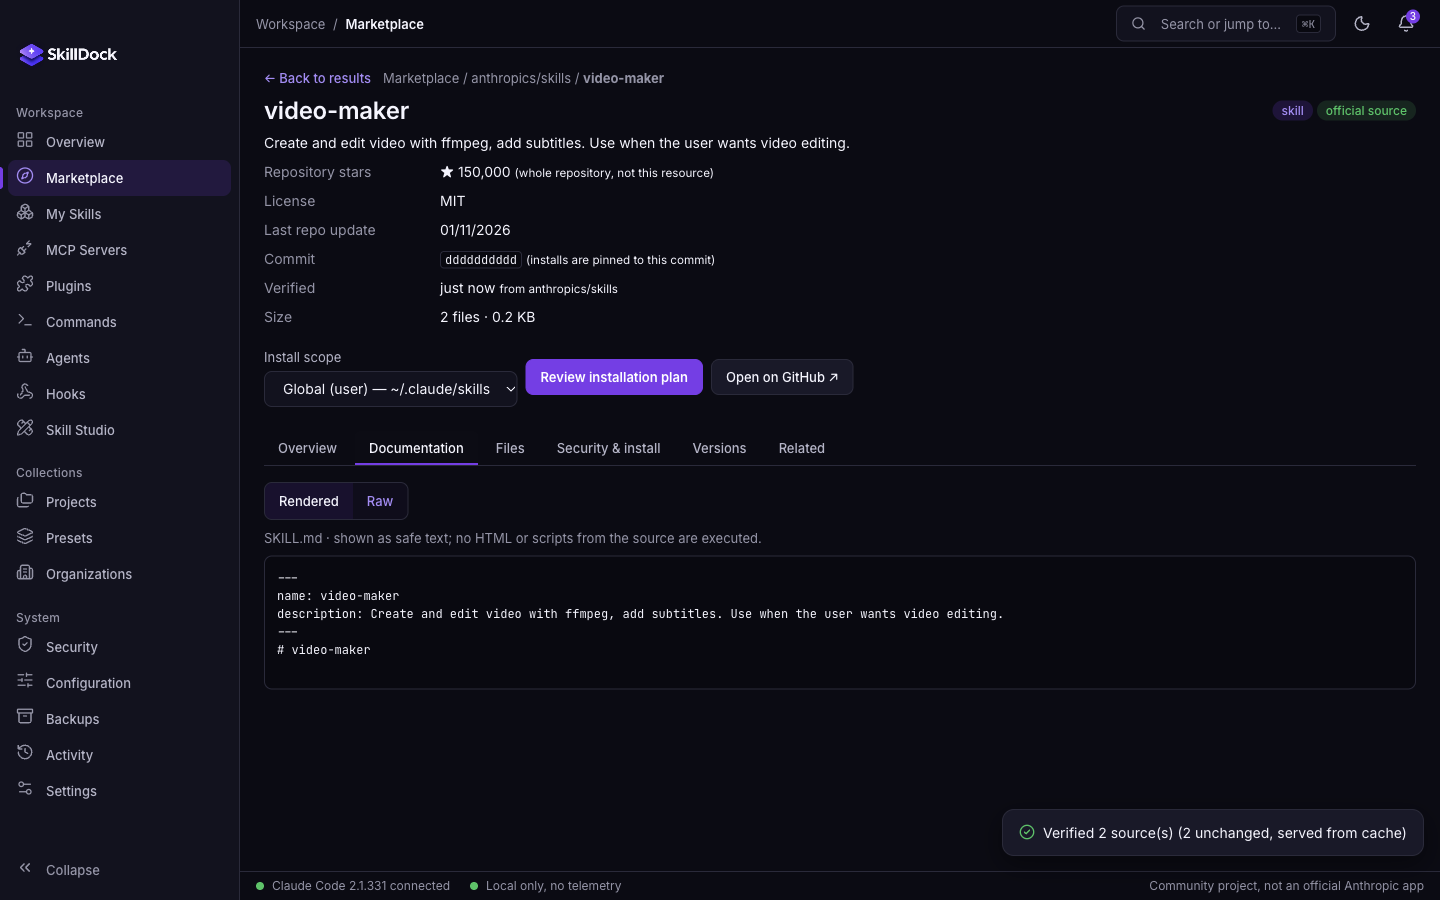 SkillDock
Workspace
Overview
Marketplace
My Skills
MCP Servers
Plugins
Commands
Agents
Hooks
Skill Studio
Collections
Projects
Presets
Organizations
System
Security
Configuration
Backups
Activity
Settings
Collapse
Workspace / Marketplace
Search or jump to... ⌘K
3
← Back to results Marketplace / anthropics/skills / video-maker
video-maker
skill official source
Create and edit video with ffmpeg, add subtitles. Use when the user wants video editing.
Repository stars ★ 150,000 (whole repository, not this resource)
License MIT
Last repo update 01/11/2026
Commit dddddddddd (installs are pinned to this commit)
Verified just now from anthropics/skills
Size 2 files · 0.2 KB
Install scope
Global (user) — ~/.claude/skills Review installation plan Open on GitHub ↗
Overview Documentation Files Security & install Versions Related
Rendered Raw
SKILL.md · shown as safe text; no HTML or scripts from the source are executed.
---
name: video-maker
description: Create and edit video with ffmpeg, add subtitles. Use when the user wants video editing.
---
# video-maker
Verified 2 source(s) (2 unchanged, served from cache)
Claude Code 2.1.331 connected Local only, no telemetry Community project, not an official Anthropic app